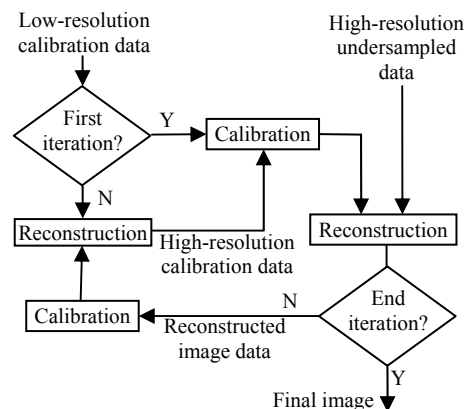 Low-resolution
calibration data
High-resolution
undersampled
data
First
iteration?
Y
Calibration
N
Reconstruction
High-resolution
calibration data
Reconstruction
Calibration
N
Reconstructed
image data
End
iteration?
Y
Final image